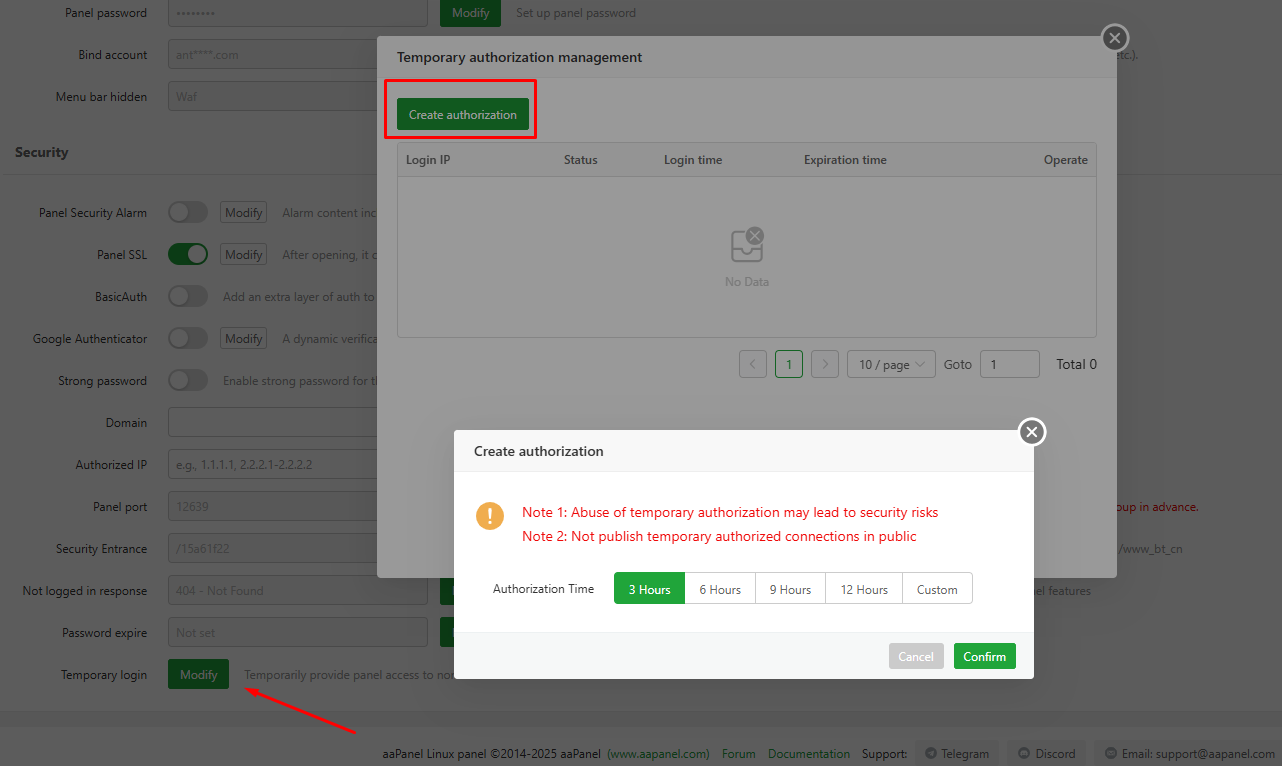 Panel password
········
Modify
Set up panel password
Bind account
ant****.com
etc.).
Menu bar hidden
Waf
Security
Panel Security Alarm
Modify
Alarm content inc
Panel SSL
Modify
After opening, it c
BasicAuth
Add an extra layer of auth to
Google Authenticator
Modify
A dynamic verifica
Strong password
Enable strong password for th
Domain
Authorized IP
e.g., 1.1.1.1, 2.2.2.1-2.2.2.2
Panel port
12639
oup in advance.
Security Entrance
/15a61f22
/www_bt_cn
Not logged in response
404 - Not Found
el features
Password expire
Not set
Temporary login
Modify
Temporarily provide panel access to non
Temporary authorization management
Create authorization
Login IP
Status
Login time
Expiration time
Operate
No Data
1
10 / page
Goto
1
Total 0
Create authorization
Note 1: Abuse of temporary authorization may lead to security risks
Note 2: Not publish temporary authorized connections in public
Authorization Time
3 Hours
6 Hours
9 Hours
12 Hours
Custom
Cancel
Confirm
aaPanel Linux panel ©2014-2025 aaPanel (www.aapanel.com) Forum Documentation Support: Telegram Discord Email: support@aapanel.com